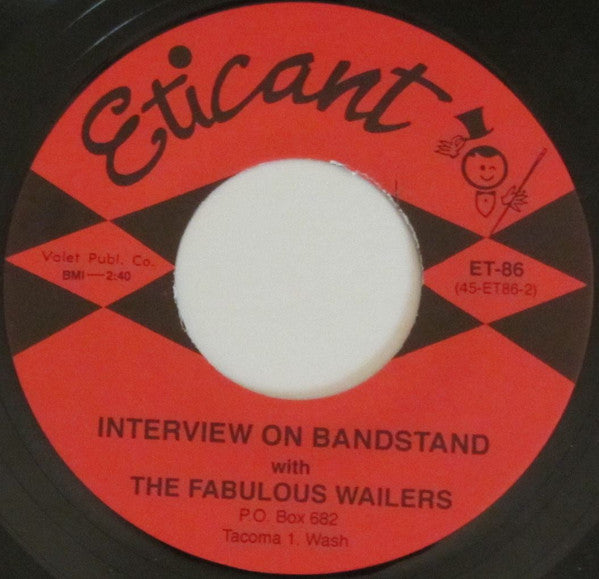 Eticant
Valet Publ. Co.
BMI—2:40
ET-86
(45-ET86-2)
INTERVIEW ON BANDSTAND
with
THE FABULOUS WAILERS
P.O. Box 682
Tacoma 1, Wash